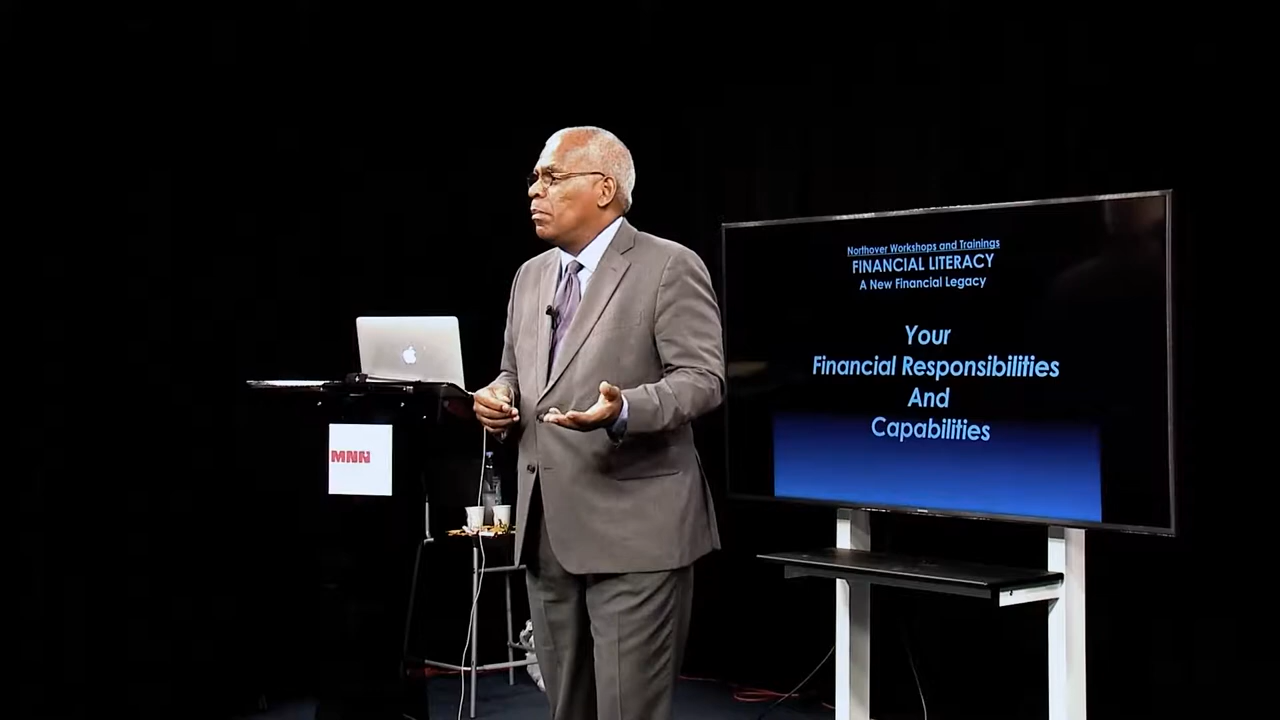 MNN
Northover Workshops and Trainings
FINANCIAL LITERACY
A New Financial Legacy
Your
Financial Responsibilities
And
Capabilities